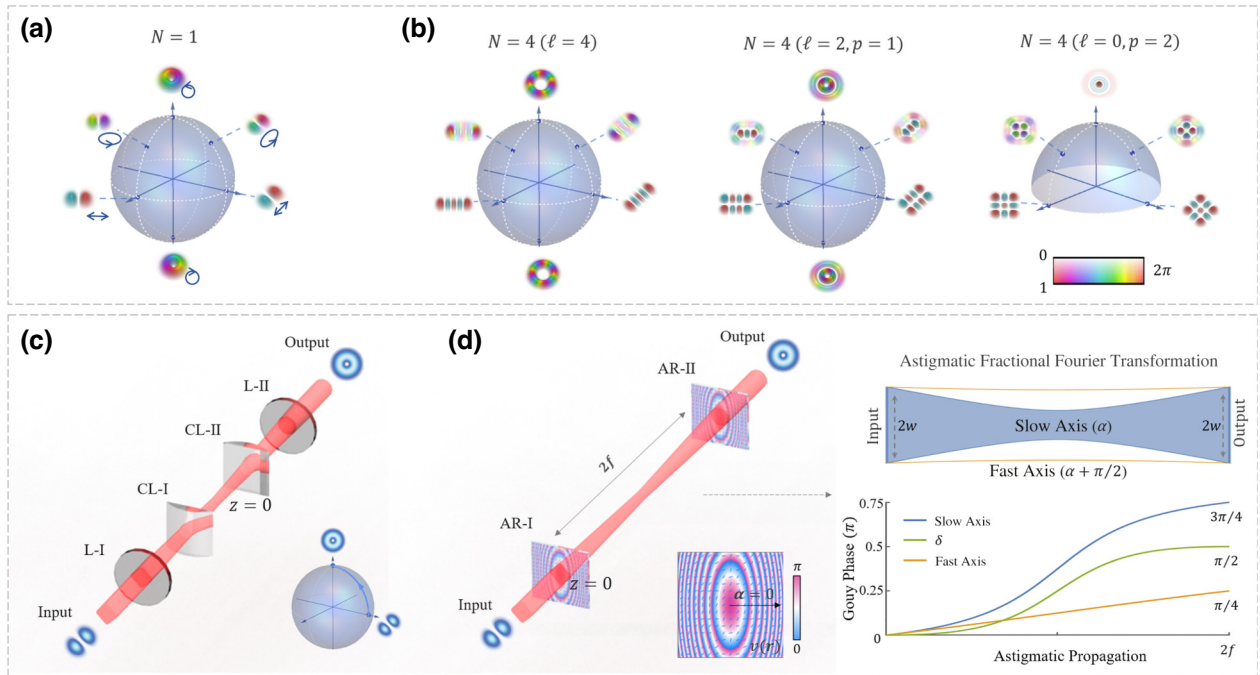 (a)
N = 1
(b)
N = 4 (ℓ = 4)
N = 4 (ℓ = 2, p = 1)
N = 4 (ℓ = 0, p = 2)
0
1
2π
(c)
Output
L-II
CL-II
CL-I
z = 0
L-I
Input
(d)
Output
AR-II
2f
AR-I
z = 0
Input
α = 0
v(r)
π
0
Astigmatic Fractional Fourier Transformation
Input
2w
Slow Axis (α)
2w
Output
Fast Axis (α + π/2)
Gouy Phase (π)
0.75
0.5
0.25
0
Slow Axis
δ
Fast Axis
3π/4
π/2
π/4
2f
Astigmatic Propagation